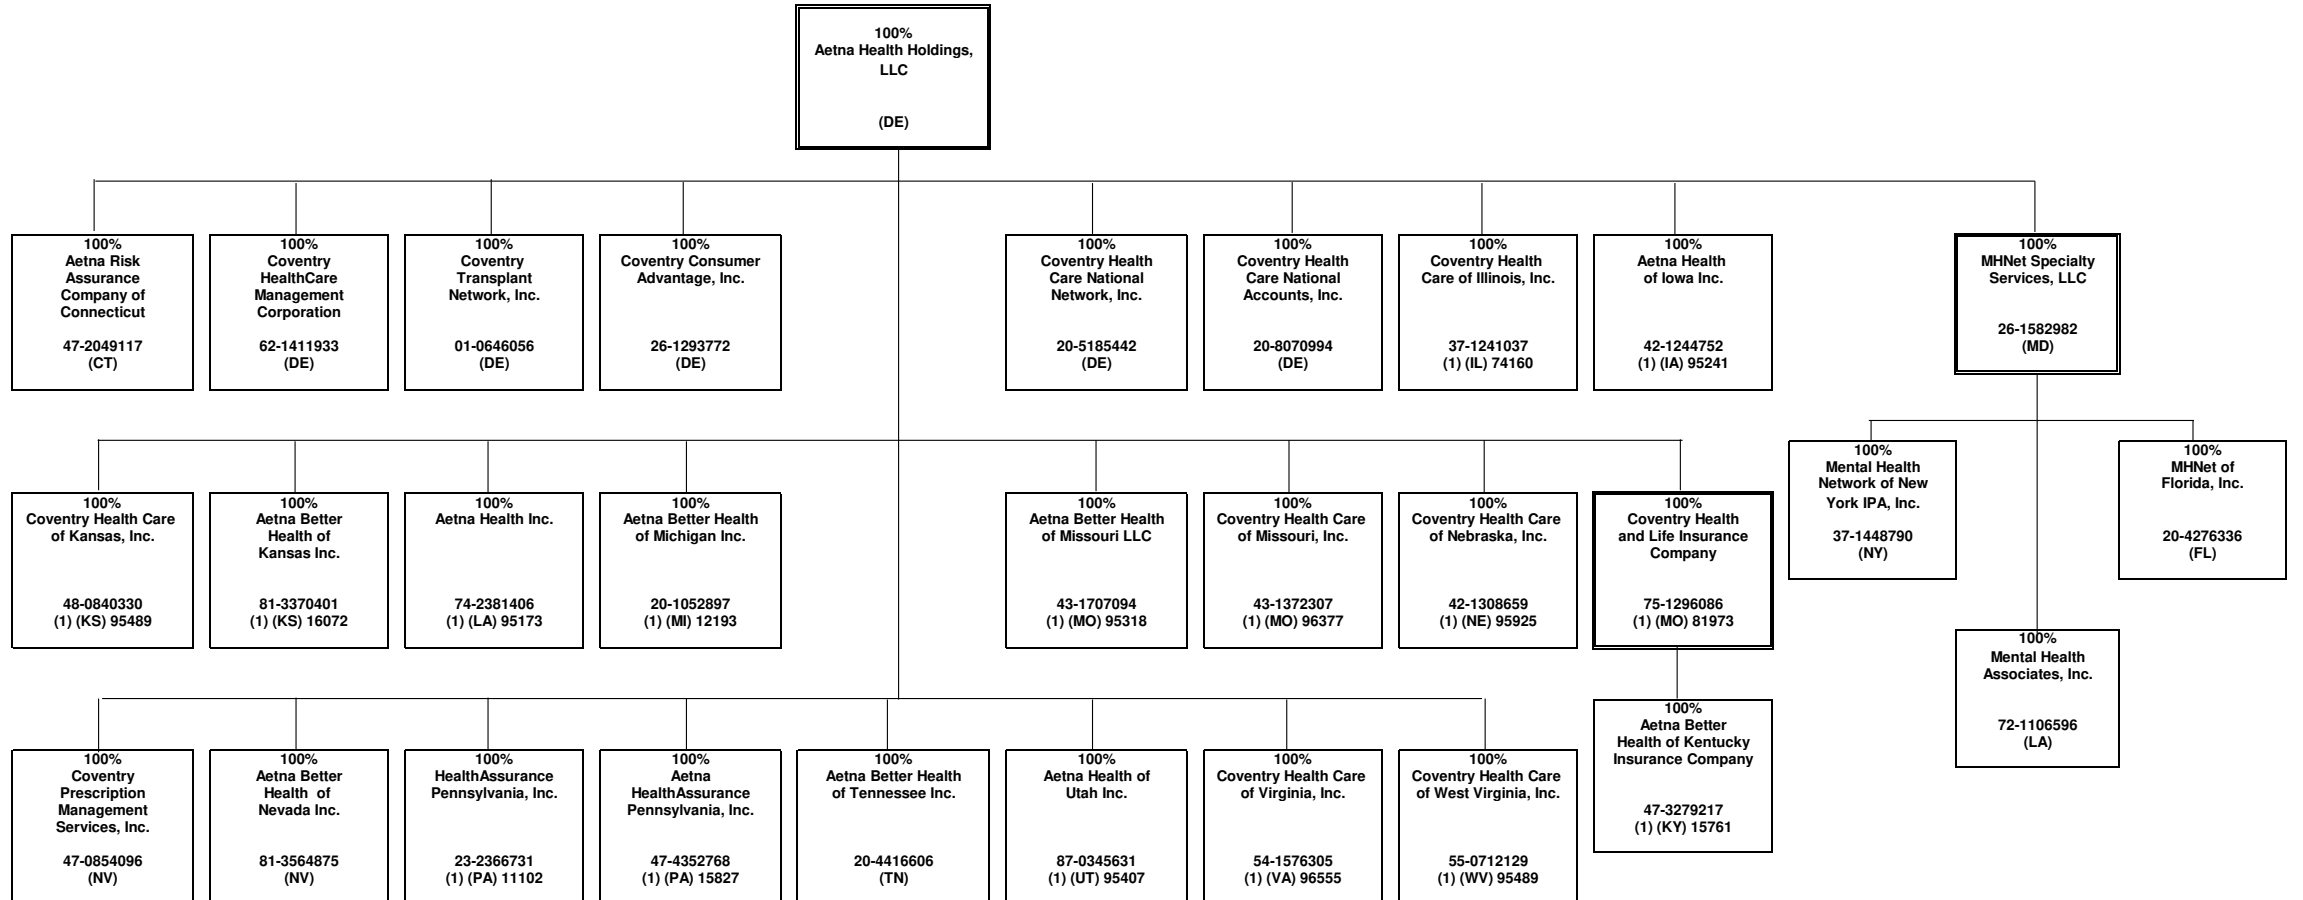 100%
Aetna Health Holdings,
LLC
(DE)
100%
Aetna Risk
Assurance
Company of
Connecticut
47-2049117
(CT)
100%
Coventry
HealthCare
Management
Corporation
62-1411933
(DE)
100%
Coventry
Transplant
Network, Inc.
01-0646056
(DE)
100%
Coventry Consumer
Advantage, Inc.
26-1293772
(DE)
100%
Coventry Health
Care National
Network, Inc.
20-5185442
(DE)
100%
Coventry Health
Care National
Accounts, Inc.
20-8070994
(DE)
100%
Coventry Health
Care of Illinois, Inc.
37-1241037
(1) (IL) 74160
100%
Aetna Health
of Iowa Inc.
42-1244752
(1) (IA) 95241
100%
MHNet Specialty
Services, LLC
26-1582982
(MD)
100%
Mental Health
Network of New
York IPA, Inc.
37-1448790
(NY)
100%
MHNet of
Florida, Inc.
20-4276336
(FL)
100%
Mental Health
Associates, Inc.
72-1106596
(LA)
100%
Coventry Health Care
of Kansas, Inc.
48-0840330
(1) (KS) 95489
100%
Aetna Better
Health of
Kansas Inc.
81-3370401
(1) (KS) 16072
100%
Aetna Health Inc.
74-2381406
(1) (LA) 95173
100%
Aetna Better Health
of Michigan Inc.
20-1052897
(1) (MI) 12193
100%
Aetna Better Health
of Missouri LLC
43-1707094
(1) (MO) 95318
100%
Coventry Health Care
of Missouri, Inc.
43-1372307
(1) (MO) 96377
100%
Coventry Health Care
of Nebraska, Inc.
42-1308659
(1) (NE) 95925
100%
Coventry Health
and Life Insurance
Company
75-1296086
(1) (MO) 81973
100%
Aetna Better
Health of Kentucky
Insurance Company
47-3279217
(1) (KY) 15761
100%
Coventry
Prescription
Management
Services, Inc.
47-0854096
(NV)
100%
Aetna Better
Health of
Nevada Inc.
81-3564875
(NV)
100%
HealthAssurance
Pennsylvania, Inc.
23-2366731
(1) (PA) 11102
100%
Aetna
HealthAssurance
Pennsylvania, Inc.
47-4352768
(1) (PA) 15827
100%
Aetna Better Health
of Tennessee Inc.
20-4416606
(TN)
100%
Aetna Health of
Utah Inc.
87-0345631
(1) (UT) 95407
100%
Coventry Health Care
of Virginia, Inc.
54-1576305
(1) (VA) 96555
100%
Coventry Health Care
of West Virginia, Inc.
55-0712129
(1) (WV) 95489